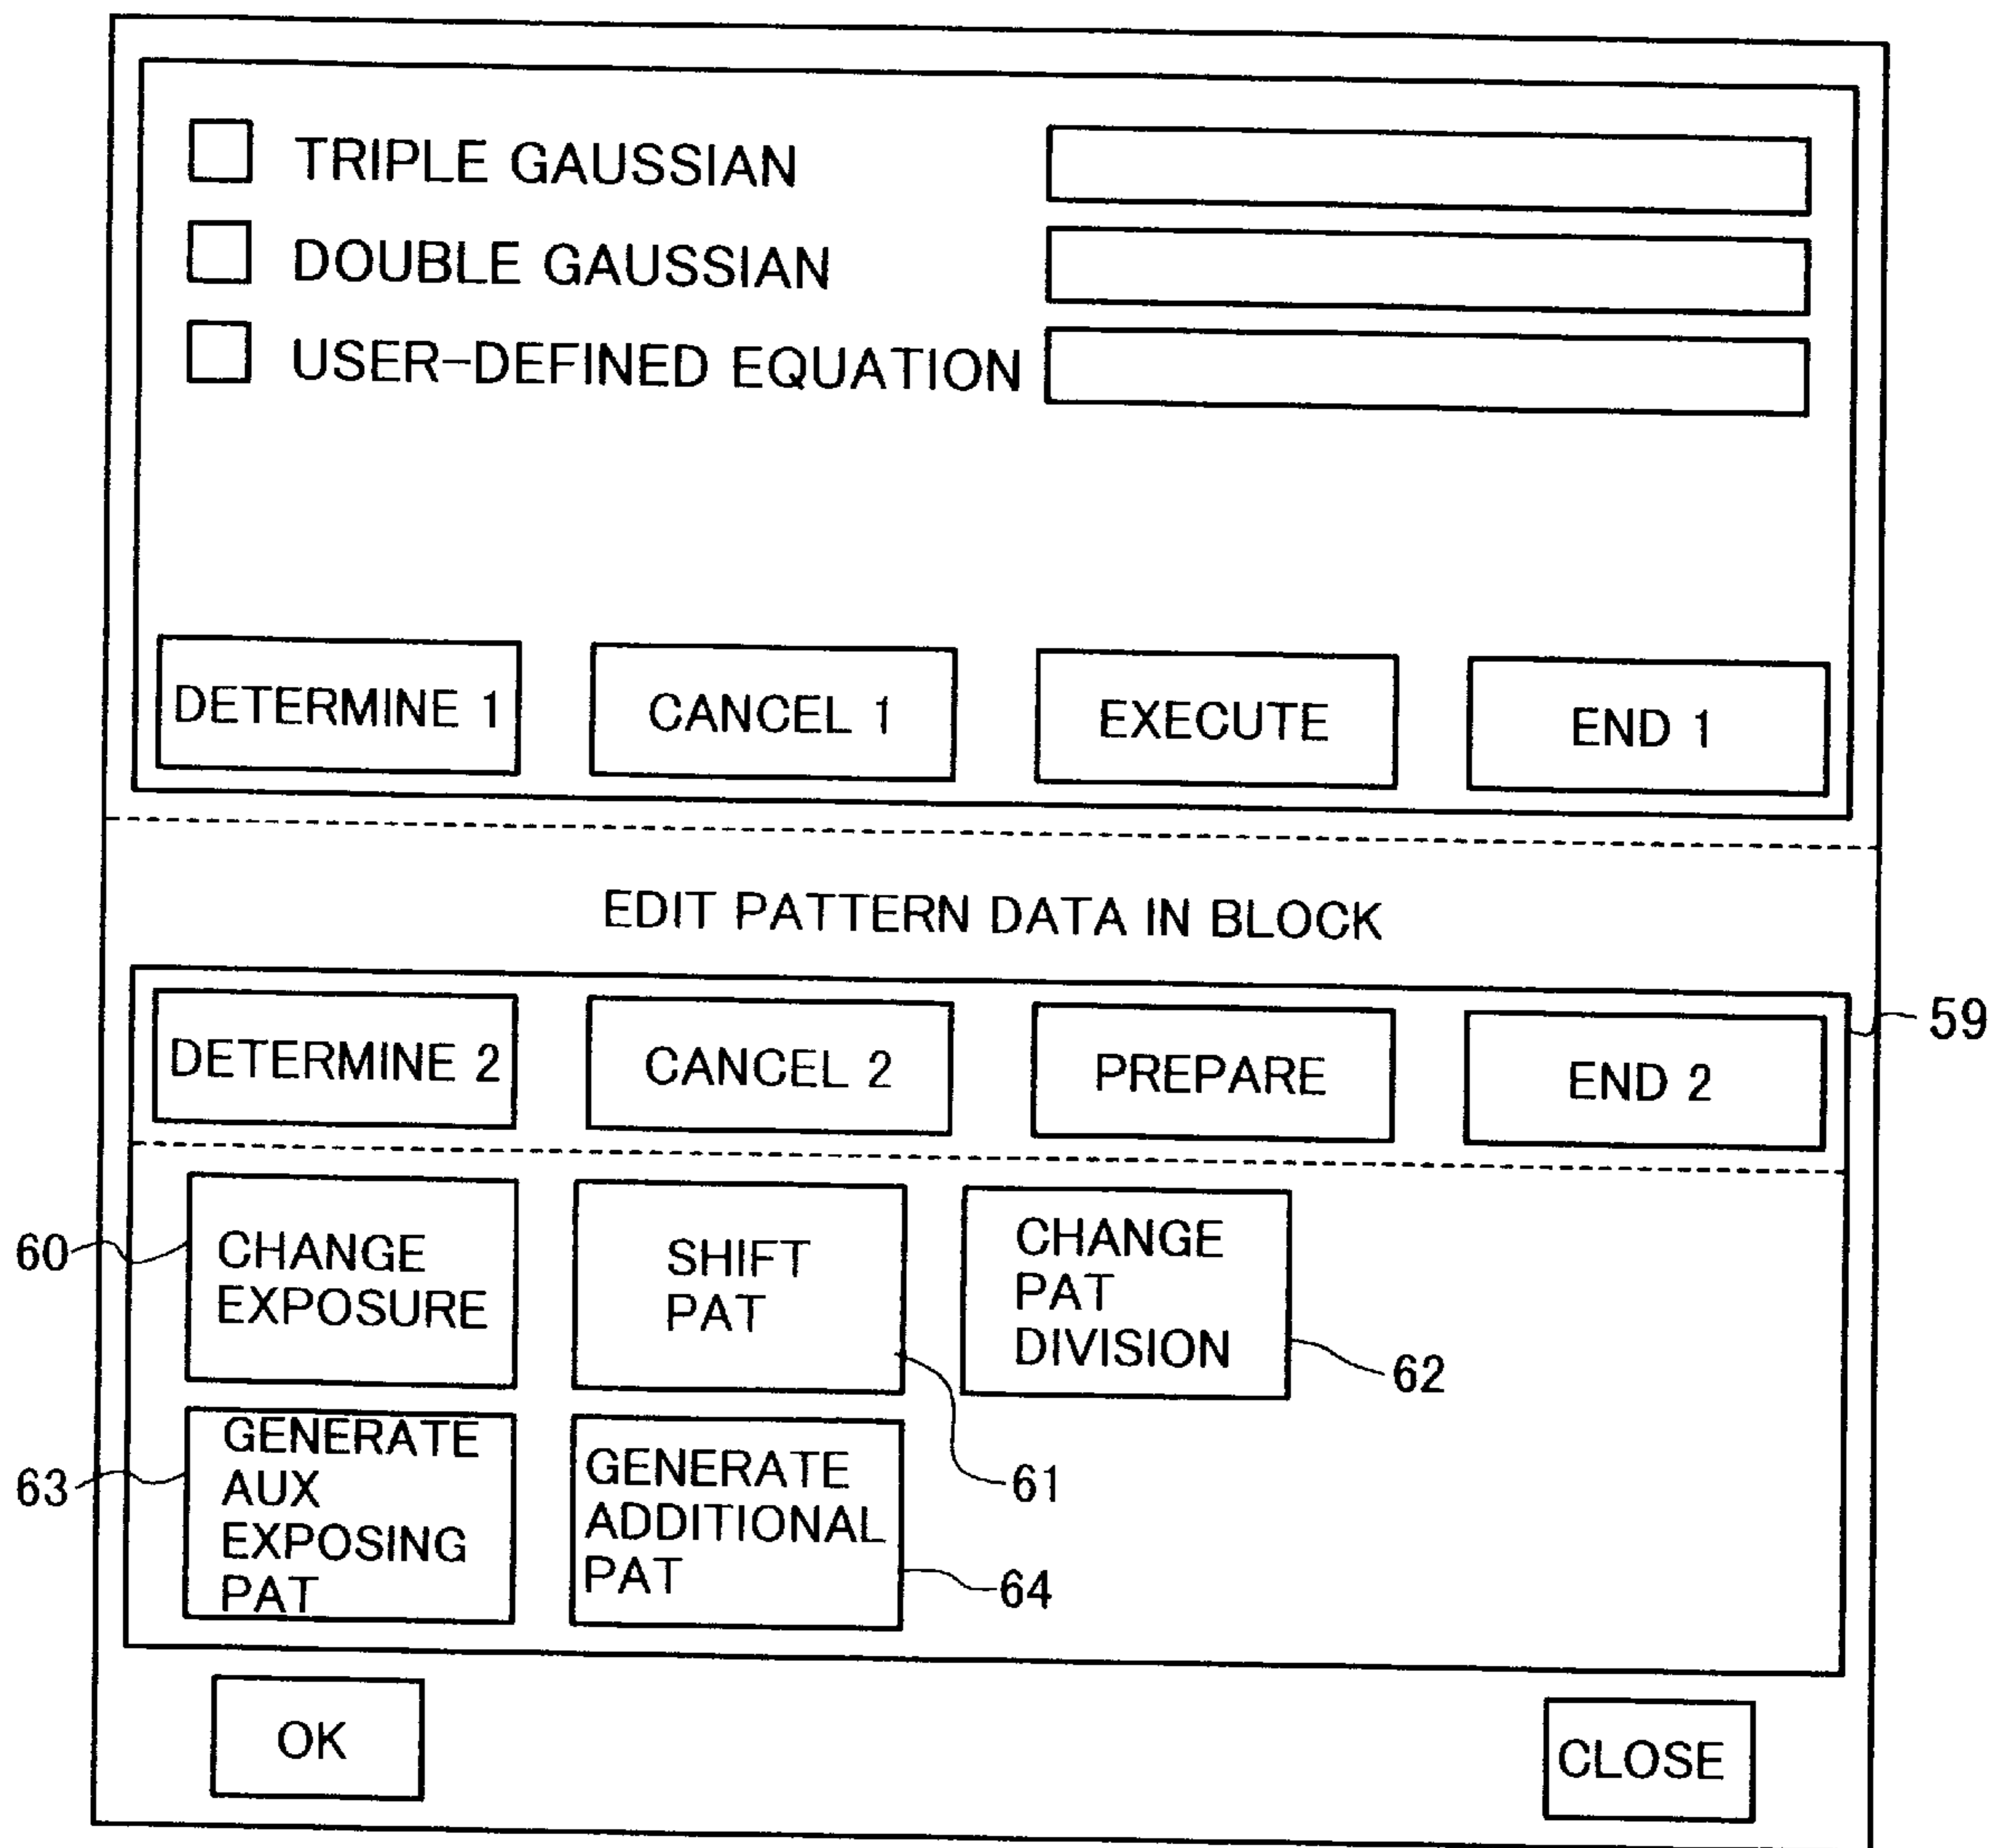 TRIPLE GAUSSIAN
DOUBLE GAUSSIAN
USER-DEFINED EQUATION
DETERMINE 1
CANCEL 1
EXECUTE
END 1
EDIT PATTERN DATA IN BLOCK
59
DETERMINE 2
CANCEL 2
PREPARE
END 2
60
CHANGE
EXPOSURE
SHIFT
PAT
61
CHANGE
PAT
DIVISION
62
63
GENERATE
AUX
EXPOSING
PAT
GENERATE
ADDITIONAL
PAT
64
OK
CLOSE